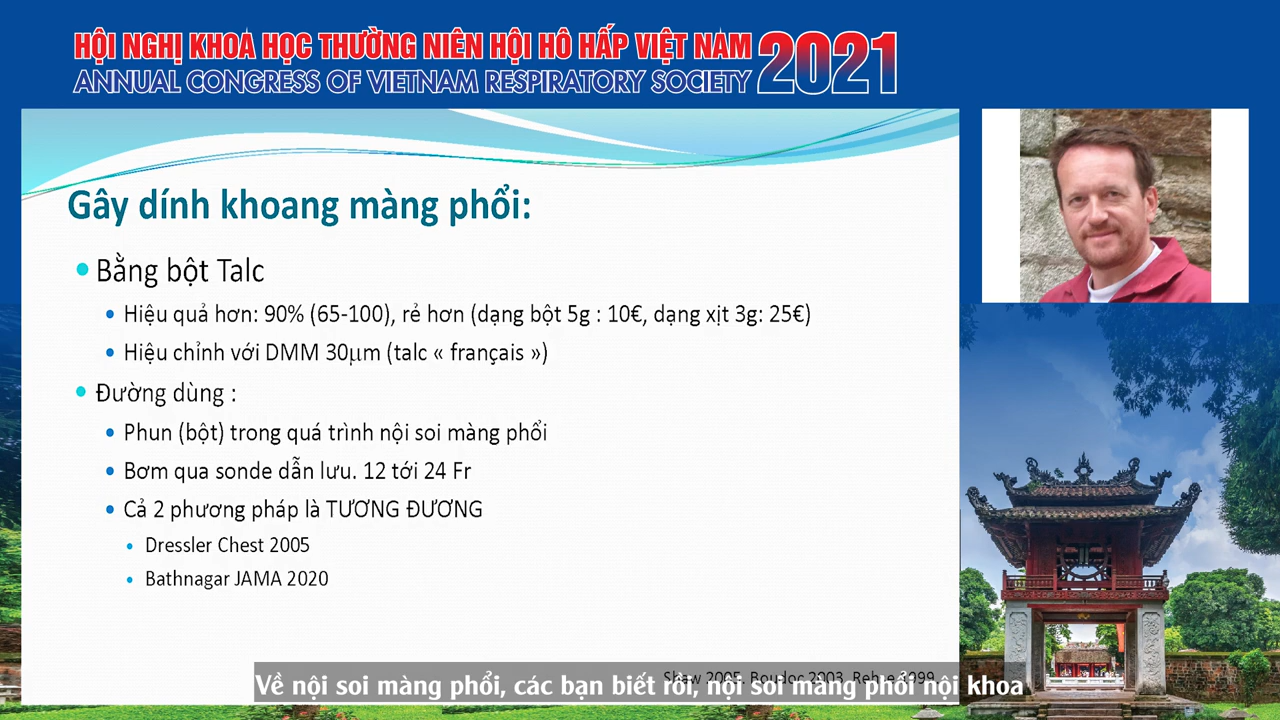 HỘI NGHỊ KHOA HỌC THƯỜNG NIÊN HỘI HÔ HẤP VIỆT NAM 2021
ANNUAL CONGRESS OF VIETNAM RESPIRATORY SOCIETY
Gây dính khoang màng phổi:
Bằng bột Talc
Hiệu quả hơn: 90% (65-100), rẻ hơn (dạng bột 5g : 10€, dạng xịt 3g: 25€)
Hiệu chỉnh với DMM 30µm (talc « français »)
Đường dùng :
Phun (bột) trong quá trình nội soi màng phổi
Bơm qua sonde dẫn lưu. 12 tới 24 Fr
Cả 2 phương pháp là TƯƠNG ĐƯƠNG
Dressler Chest 2005
Bathnagar JAMA 2020
Về nội soi màng phổi, các bạn biết rồi, nội soi màng phổi nội khoa